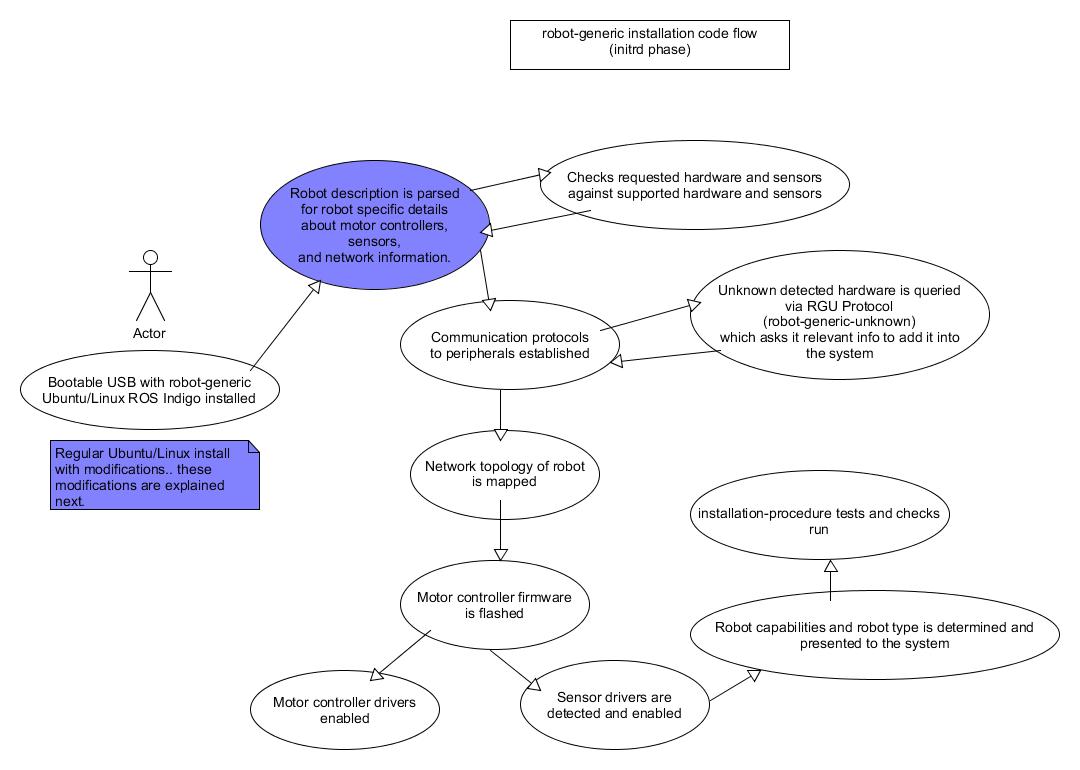 robot-generic installation code flow
(initrd phase)
Checks requested hardware and sensors
against supported hardware and sensors
Robot description is parsed
for robot specific details
about motor controllers,
sensors,
and network information.
Actor
Unknown detected hardware is queried
via RGU Protocol
(robot-generic-unknown)
which asks it relevant info to add it into
the system
Communication protocols
to peripherals established
Bootable USB with robot-generic
Ubuntu/Linux ROS Indigo installed
Regular Ubuntu/Linux install
with modifications.. these
modifications are explained
next.
Network topology of robot
is mapped
installation-procedure tests and checks
run
Motor controller firmware
is flashed
Robot capabilities and robot type is determined and
presented to the system
Motor controller drivers
enabled
Sensor drivers are
detected and enabled